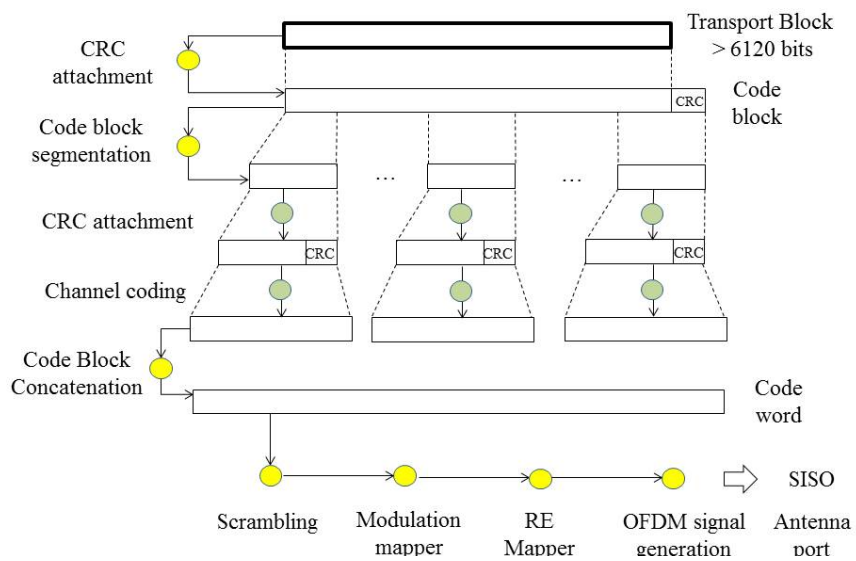 Transport Block
> 6120 bits
CRC
attachment
CRC
Code
block
Code block
segmentation
...
...
CRC attachment
CRC
CRC
CRC
Channel coding
Code Block
Concatenation
Code
word
SISO
Scrambling
Modulation
mapper
RE
Mapper
OFDM signal
generation
Antenna
port